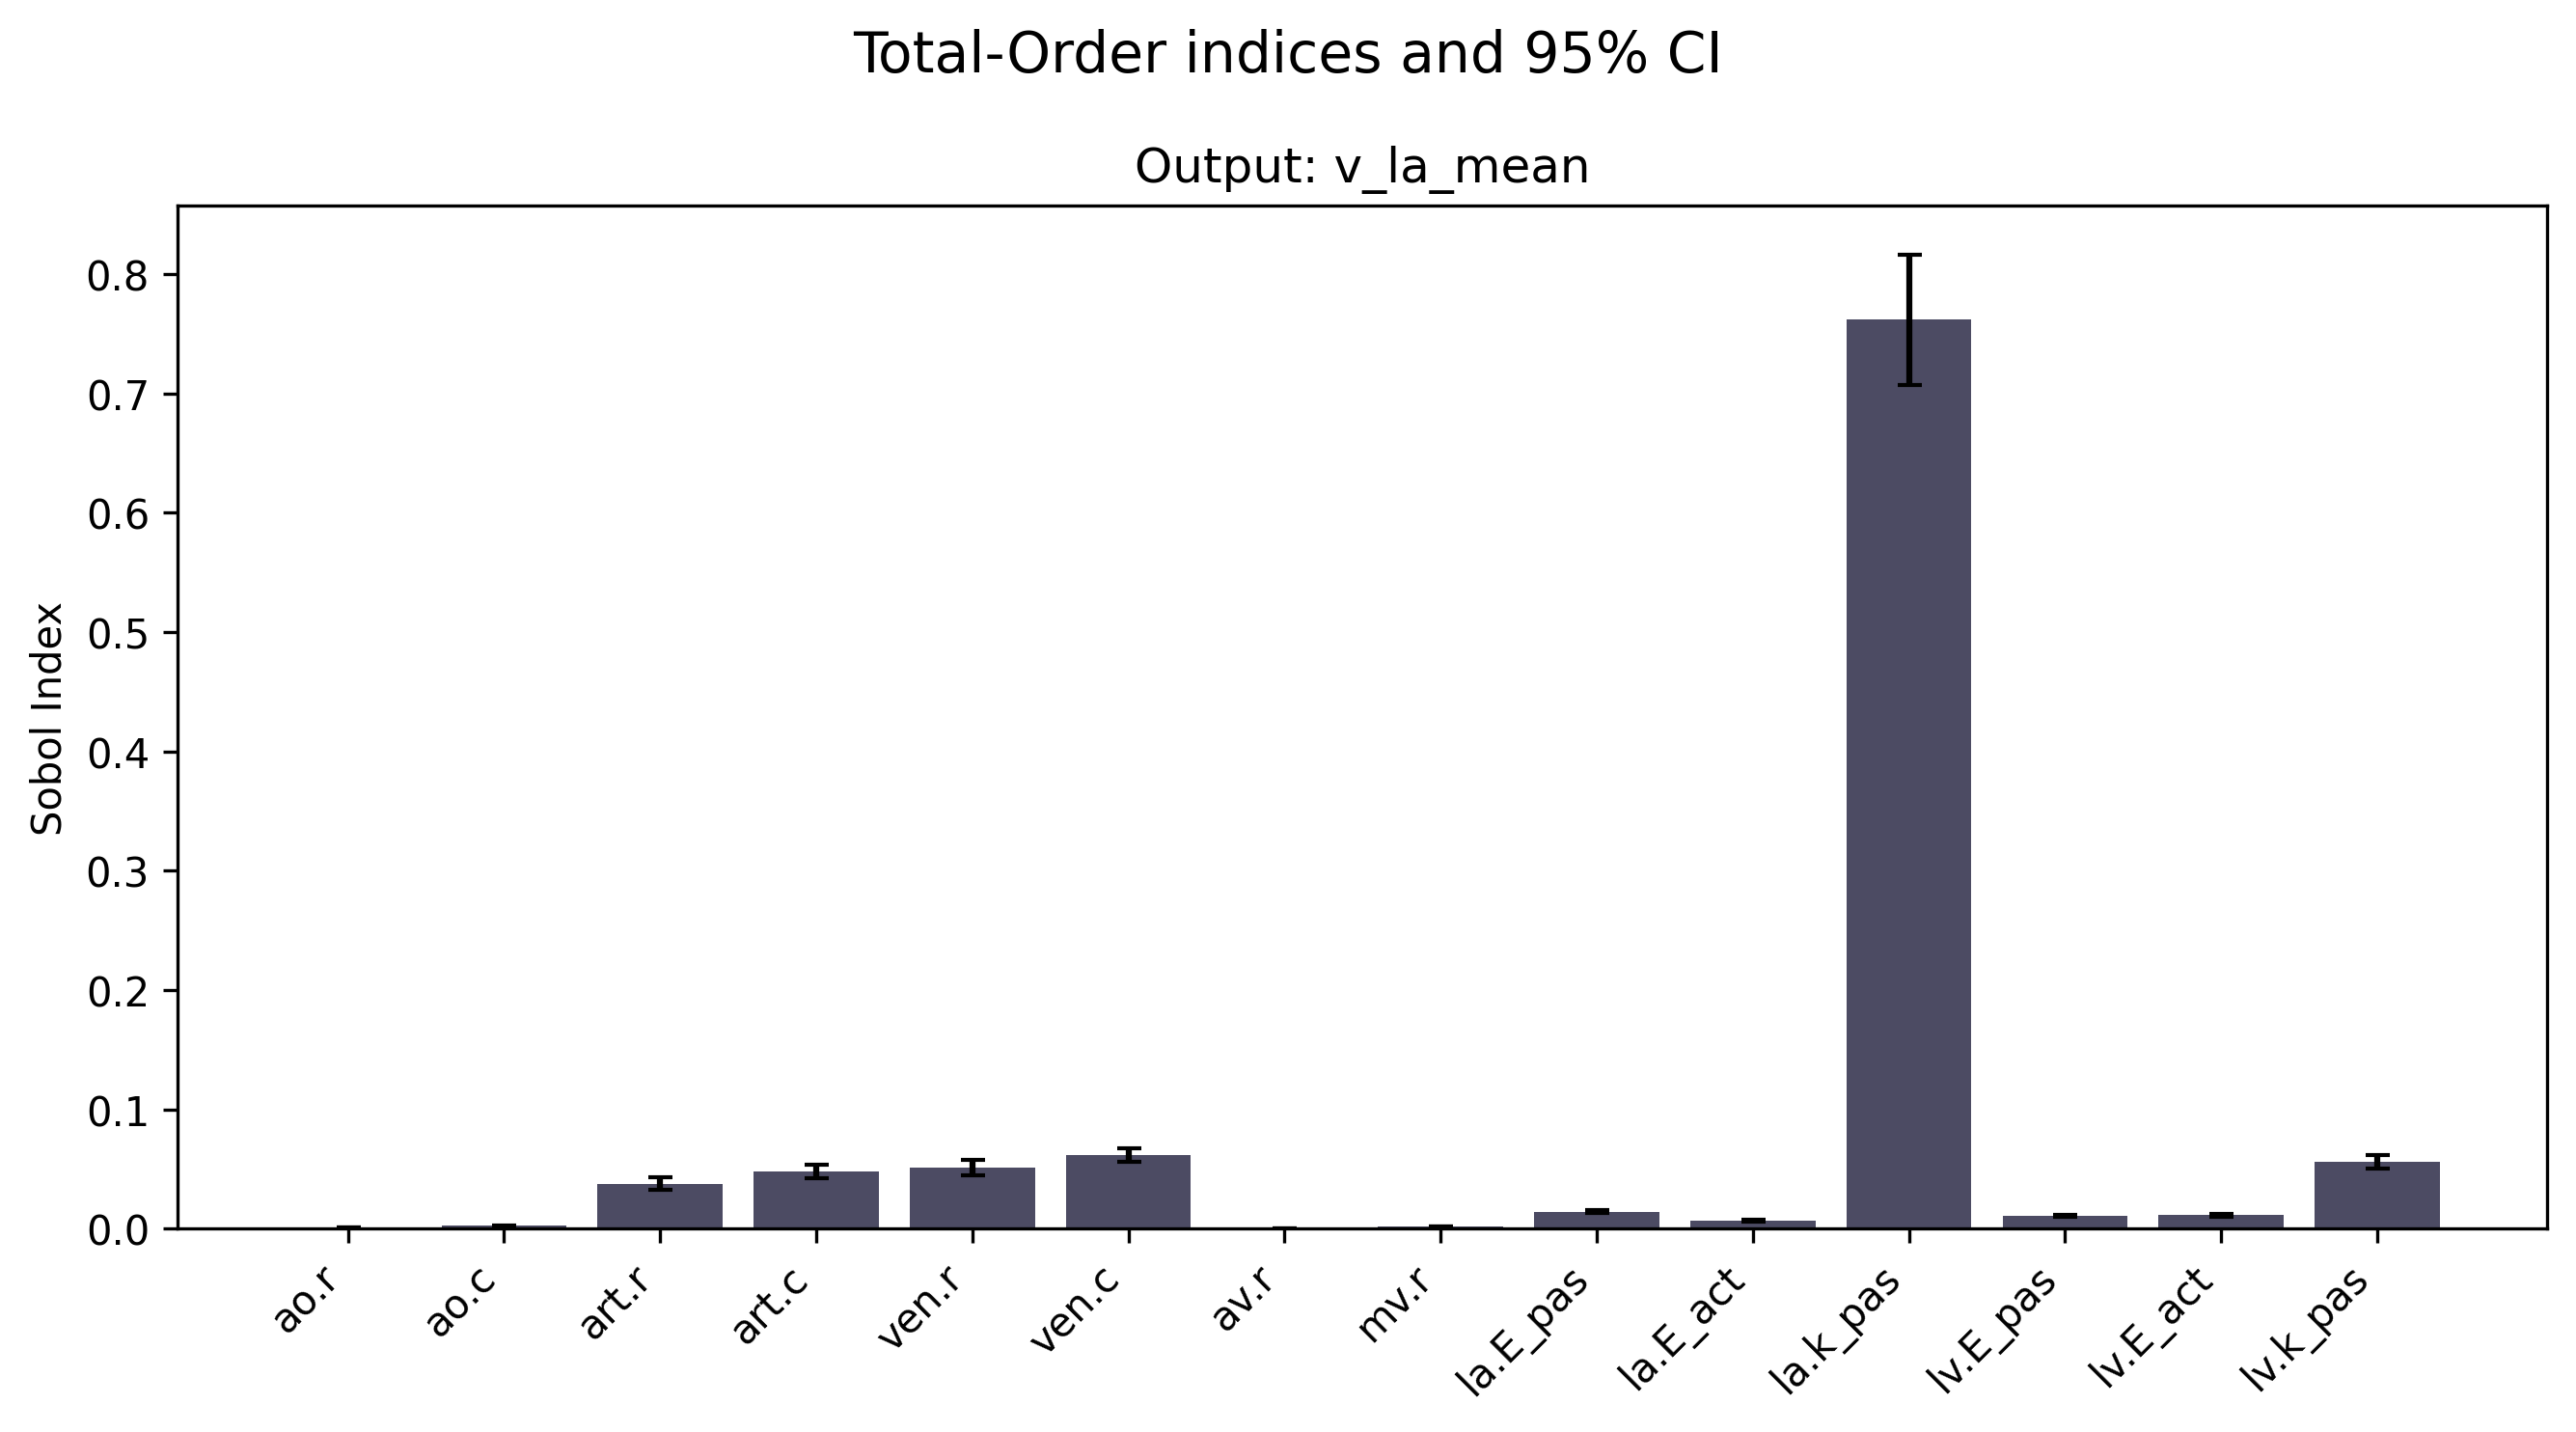 Total-Order indices and 95% CI
Output: v_la_mean
Sobol Index
0.8
0.7
0.6
0.5
0.4
0.3
0.2
0.1
0.0
ao.r
ao.c
art.r
art.c
ven.r
ven.c
av.r
mv.r
la.E_pas
la.E_act
la.k_pas
lv.E_pas
lv.E_act
lv.k_pas